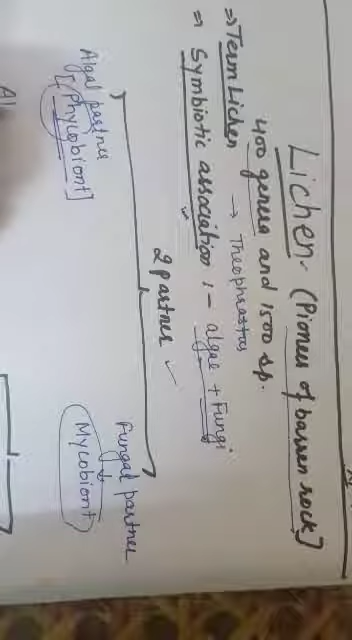 Lichen- (Pioneer of barren rock]
400 genera and 1500 sp.
⇒ Term Lichen → Theophrastus
⇒ Symbiotic association :- algae + Fungi
2 partner ✓
Algal partner
[Phycobiont]
Fungal partner
Mycobiont
Al